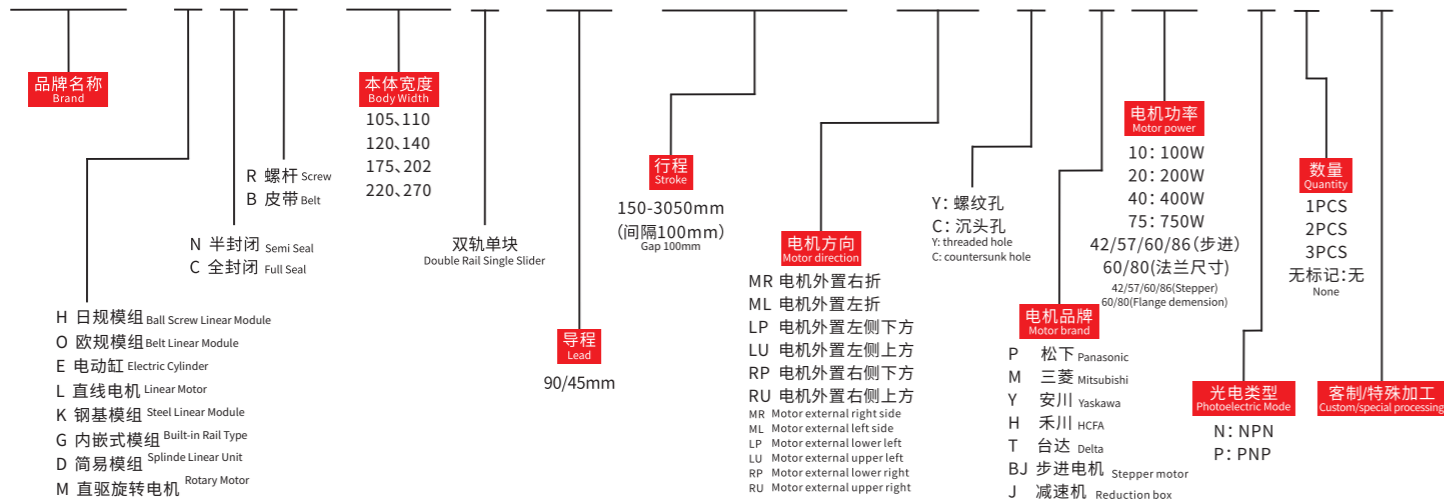 品牌名称
Brand
H 日规模组 Ball Screw Linear Module
O 欧规模组 Belt Linear Module
E 电动缸 Electric Cylinder
L 直线电机 Linear Motor
K 钢基模组 Steel Linear Module
G 内嵌式模组 Built-in Rail Type
D 简易模组 Splinde Linear Unit
M 直驱旋转电机 Rotary Motor
N 半封闭 Semi Seal
C 全封闭 Full Seal
R 螺杆 Screw
B 皮带 Belt
本体宽度
Body Width
105、110
120、140
175、202
220、270
双轨单块
Double Rail Single Slider
导程
Lead
90/45mm
行程
Stroke
150-3050mm
（间隔100mm）
Gap 100mm
电机方向
Motor direction
MR 电机外置右折
ML 电机外置左折
LP 电机外置左侧下方
LU 电机外置左侧上方
RP 电机外置右侧下方
RU 电机外置右侧上方
MR Motor external right side
ML Motor external left side
LP Motor external lower left
LU Motor external upper left
RP Motor external lower right
RU Motor external upper right
Y：螺纹孔
C：沉头孔
Y: threaded hole
C: countersunk hole
电机品牌
Motor brand
P 松下 Panasonic
M 三菱 Mitsubishi
Y 安川 Yaskawa
H 禾川 HCFA
T 台达 Delta
BJ 步进电机 Stepper motor
J 减速机 Reduction box
电机功率
Motor power
10：100W
20：200W
40：400W
75：750W
42/57/60/86（步进）
60/80(法兰尺寸)
42/57/60/86(Stepper)
60/80(Flange demension)
光电类型
Photoelectric Mode
N：NPN
P：PNP
数量
Quantity
1PCS
2PCS
3PCS
无标记：无
None
客制/特殊加工
Custom/special processing